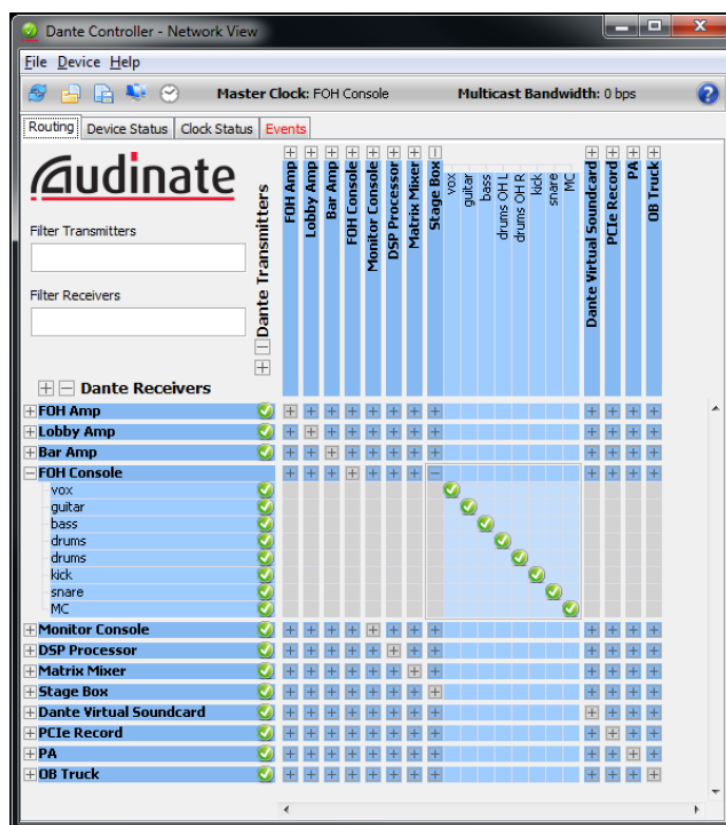 Dante Controller - Network View
File Device Help
Master Clock: FOH Console Multicast Bandwidth: 0 bps
Routing Device Status Clock Status Events
Audinate
Filter Transmitters
Filter Receivers
Dante Transmitters
FOH Amp
Lobby Amp
Bar Amp
FOH Console
Monitor Console
DSP Processor
Matrix Mixer
Stage Box
vox
guitar
bass
drums OH L
drums OH R
kick
snare
MC
Dante Virtual Soundcard
PCIe Record
PA
OB Truck
Dante Receivers
FOH Amp
Lobby Amp
Bar Amp
FOH Console
vox
guitar
bass
drums
drums
kick
snare
MC
Monitor Console
DSP Processor
Matrix Mixer
Stage Box
Dante Virtual Soundcard
PCIe Record
PA
OB Truck